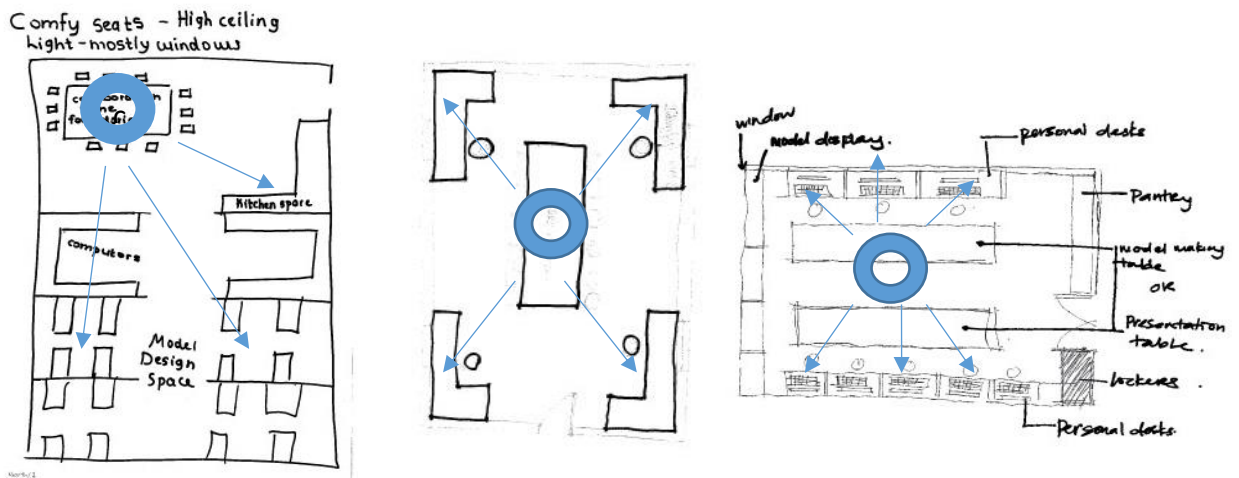 Comfy seats - High ceiling
Light-mostly windows
Kitchen space
computers
Model
Design
Space
window
model display.
personal desks
Pantry
model making
table
OR
Presentation
table.
lockers.
Personal desks.